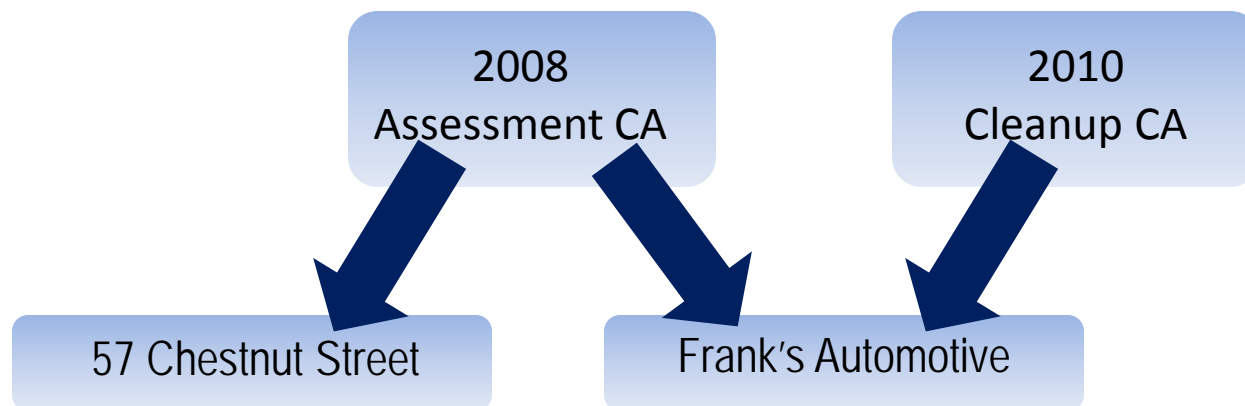 2008
Assessment CA
2010
Cleanup CA
57 Chestnut Street
Frank's Automotive